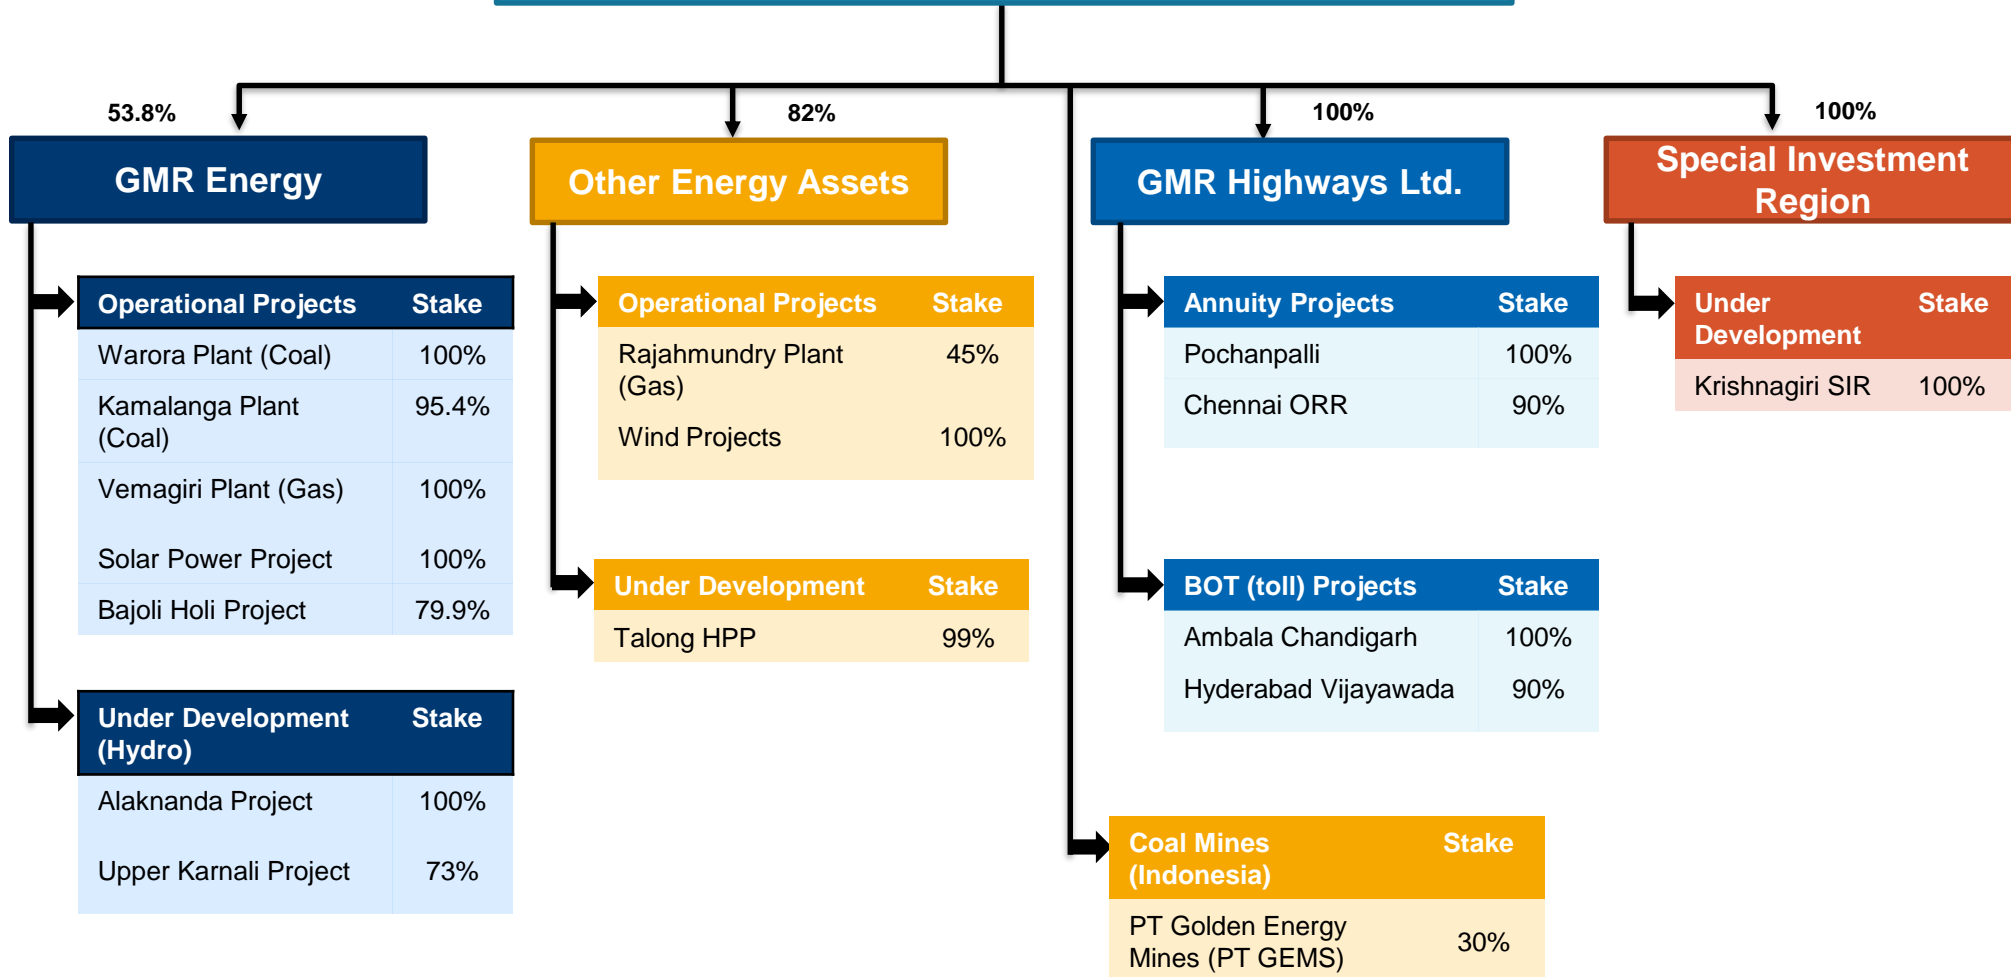 53.8%
82%
100%
100%
GMR Energy
Other Energy Assets
GMR Highways Ltd.
Special Investment
Region
Operational Projects Stake
Warora Plant (Coal) 100%
Kamalanga Plant
(Coal) 95.4%
Vemagiri Plant (Gas) 100%
Solar Power Project 100%
Bajoli Holi Project 79.9%
Under Development
(Hydro) Stake
Alaknanda Project 100%
Upper Karnali Project 73%
Operational Projects Stake
Rajahmundry Plant
(Gas) 45%
Wind Projects 100%
Under Development Stake
Talong HPP 99%
Annuity Projects Stake
Pochanpalli 100%
Chennai ORR 90%
BOT (toll) Projects Stake
Ambala Chandigarh 100%
Hyderabad Vijayawada 90%
Coal Mines
(Indonesia) Stake
PT Golden Energy
Mines (PT GEMS) 30%
Under
Development Stake
Krishnagiri SIR 100%